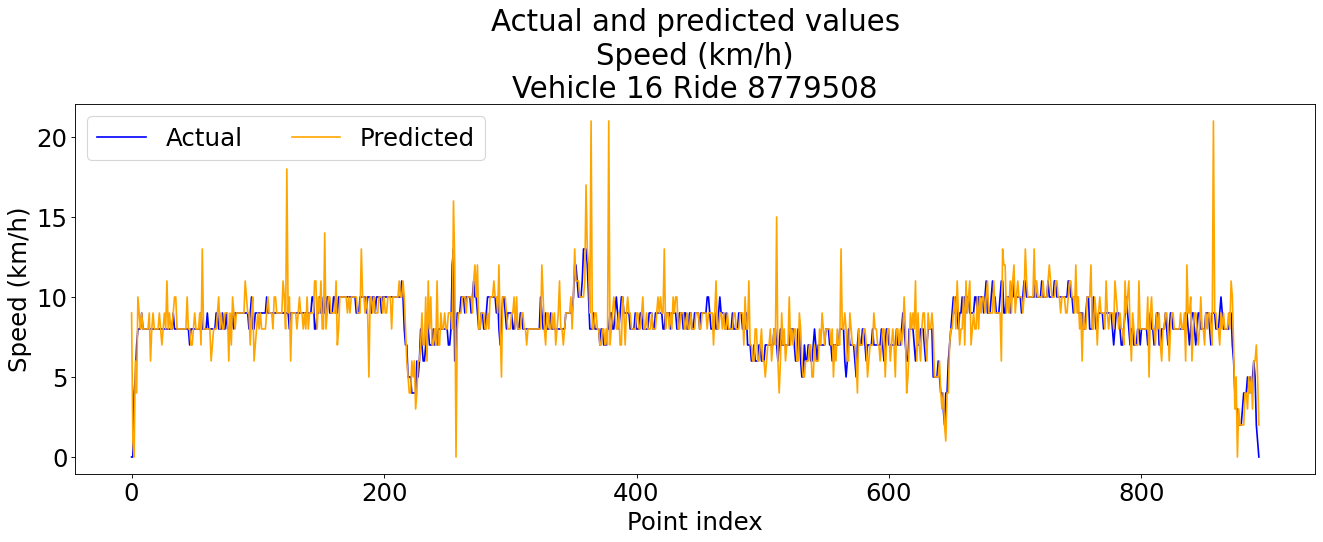 Actual and predicted values
Speed (km/h)
Vehicle 16 Ride 8779508
Actual Predicted
20
15
10
5
0
Speed (km/h)
0 200 400 600 800
Point index